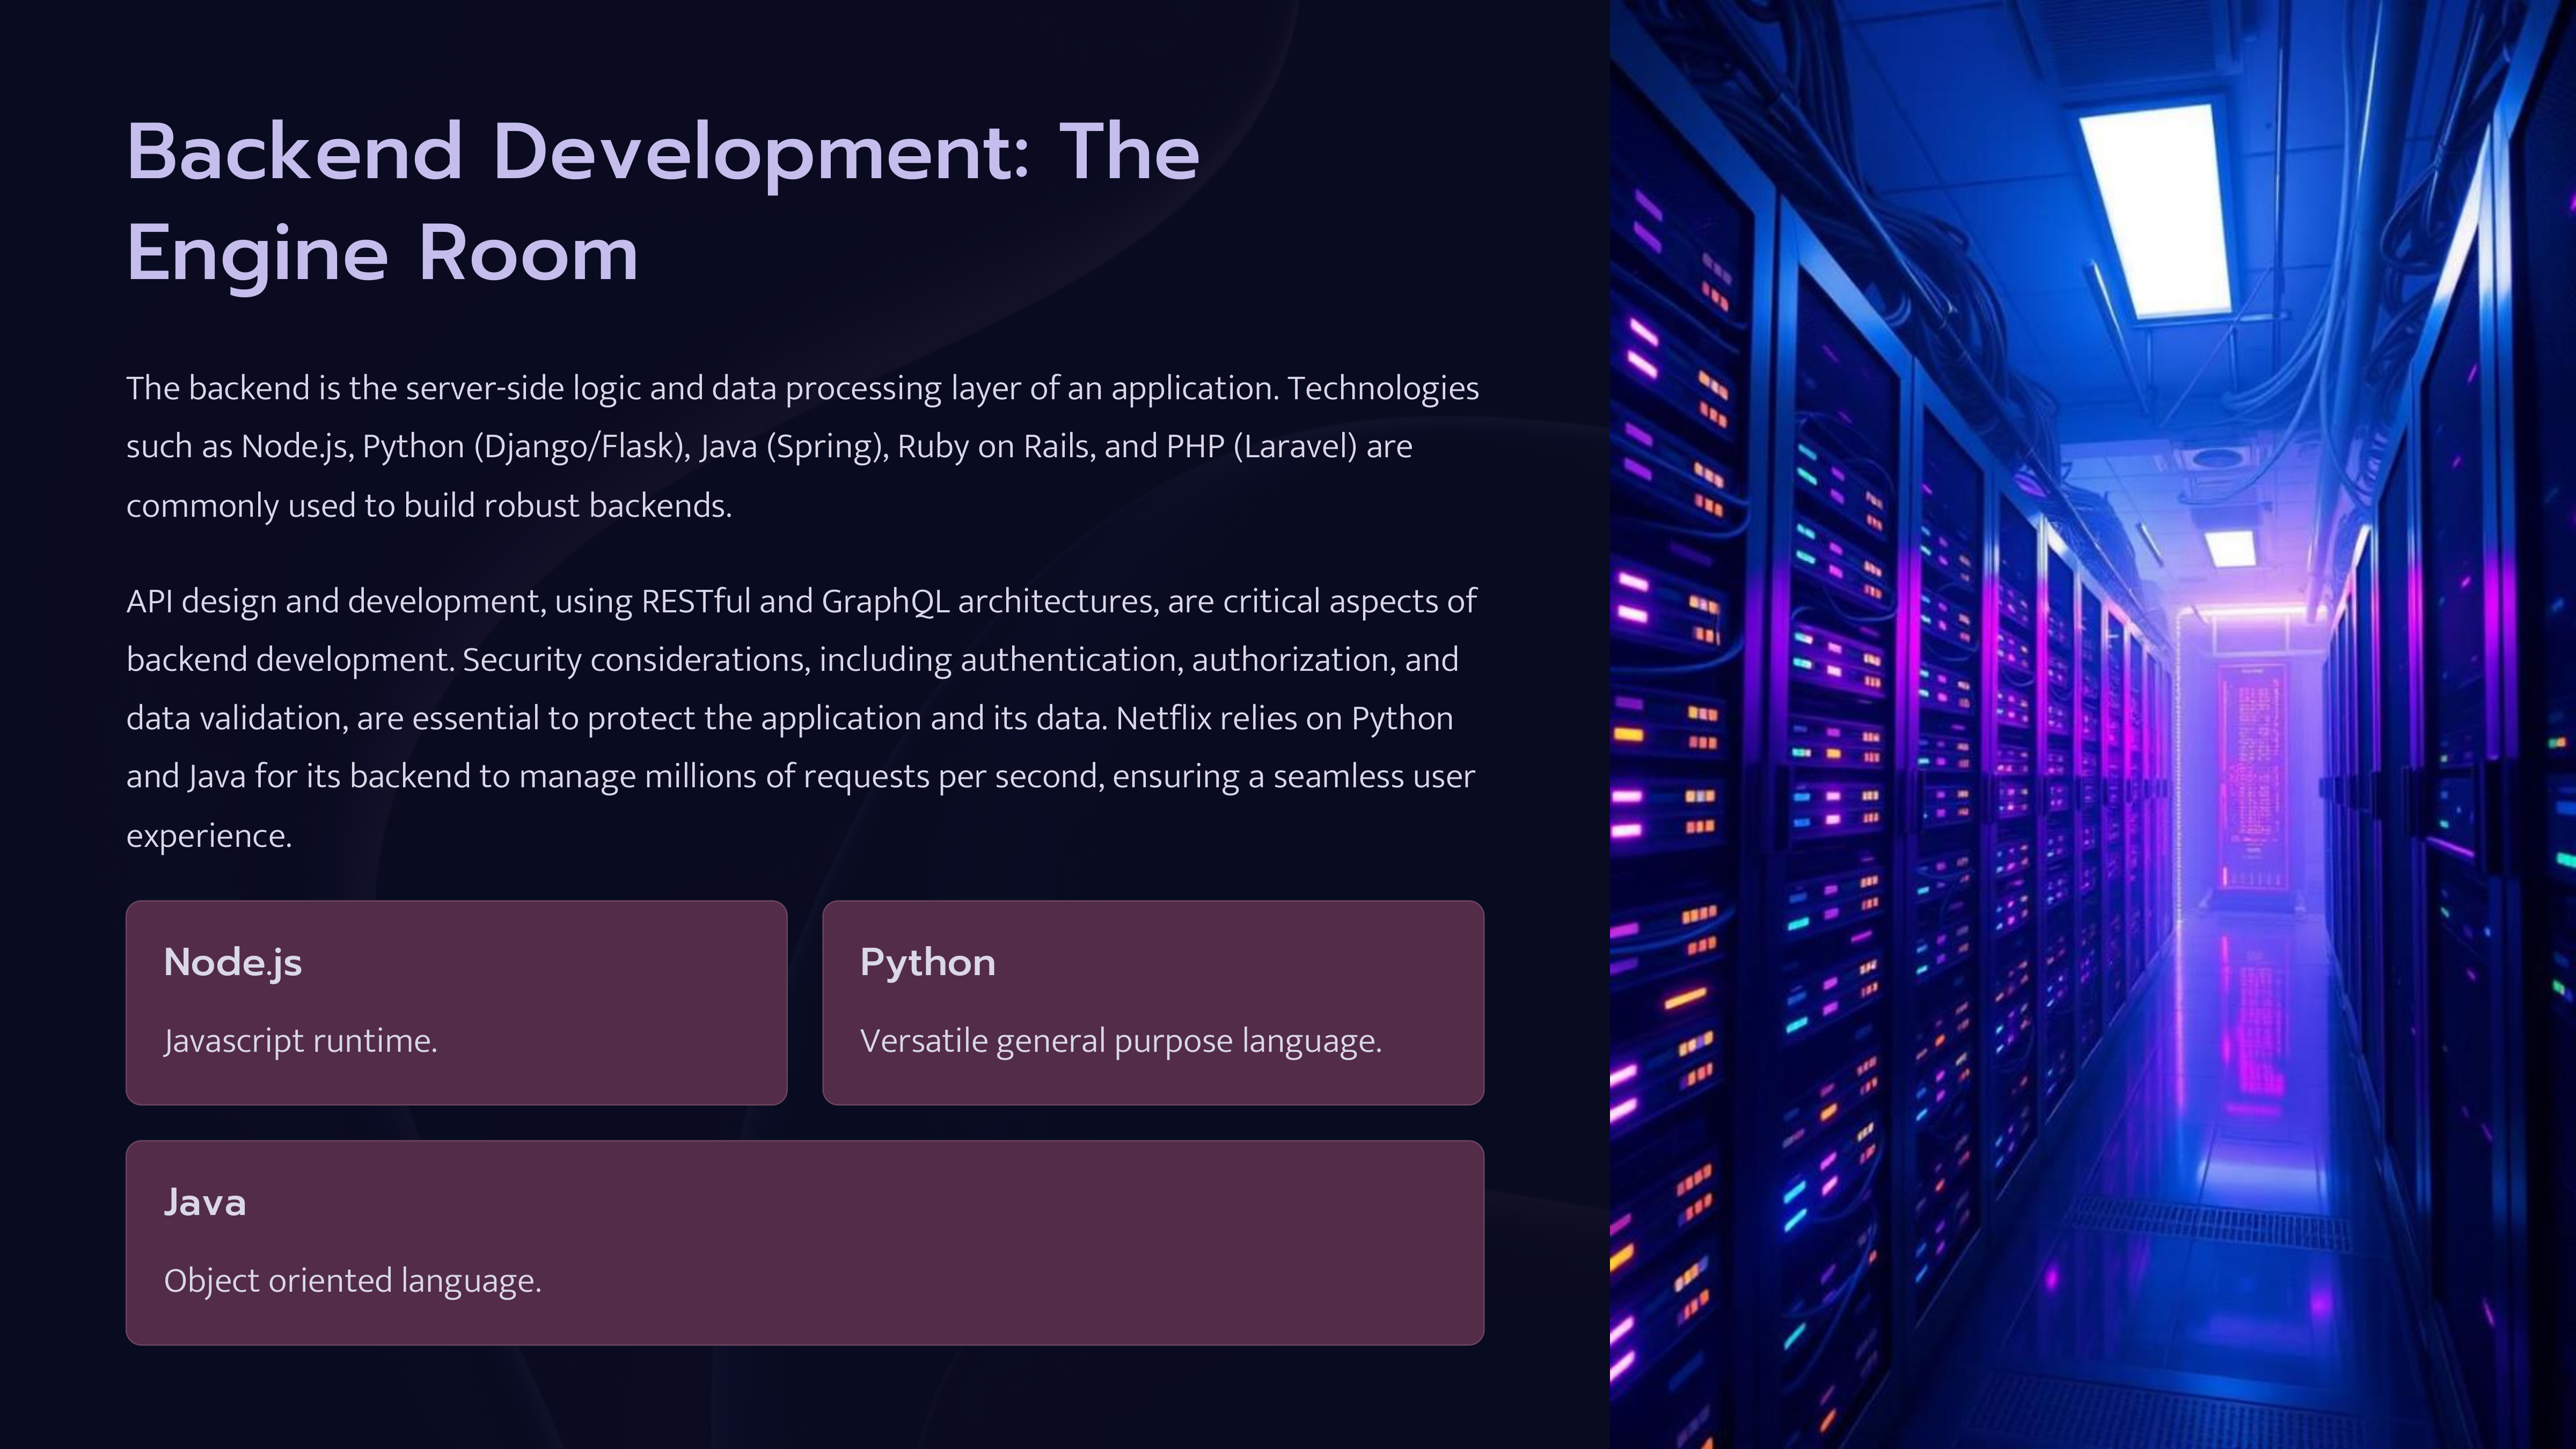 Backend Development: The
Engine Room
The backend is the server-side logic and data processing layer of an application. Technologies
such as Node.js, Python (Django/Flask), Java (Spring), Ruby on Rails, and PHP (Laravel) are
commonly used to build robust backends.
API design and development, using RESTful and GraphQL architectures, are critical aspects of
backend development. Security considerations, including authentication, authorization, and
data validation, are essential to protect the application and its data. Netflix relies on Python
and Java for its backend to manage millions of requests per second, ensuring a seamless user
experience.
Node.js
Javascript runtime.
Python
Versatile general purpose language.
Java
Object oriented language.